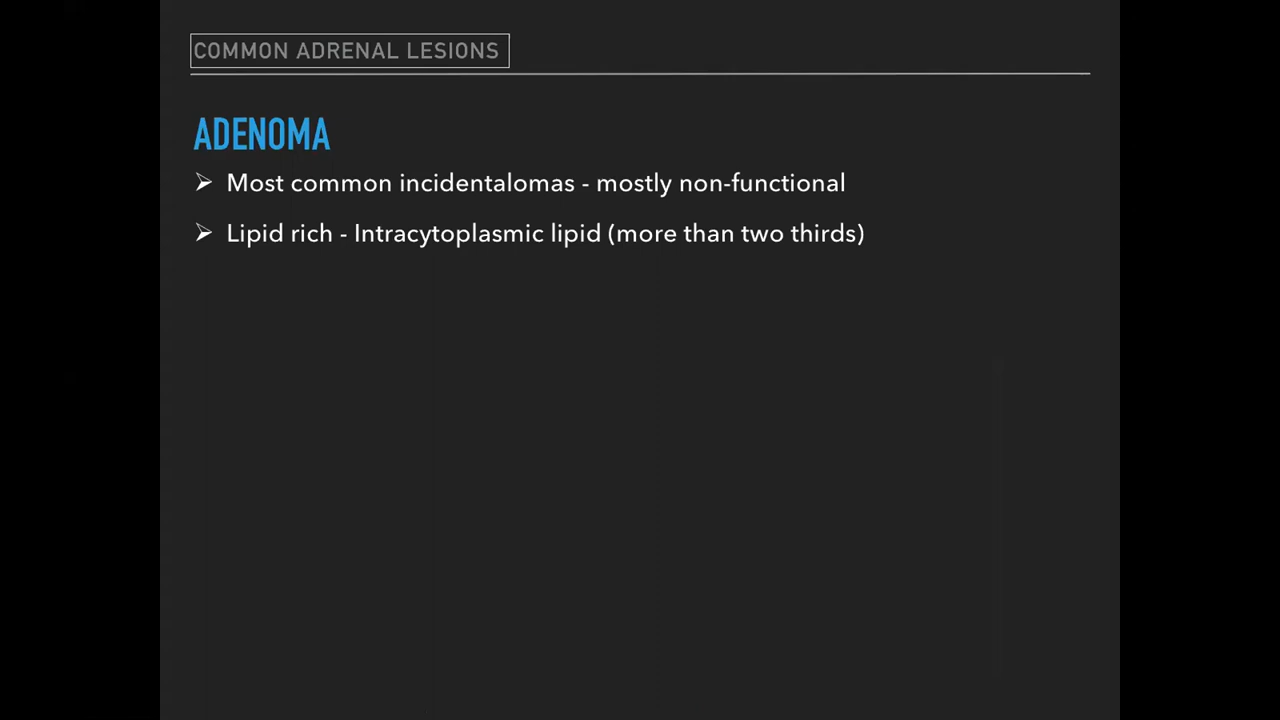 COMMON ADRENAL LESIONS
ADENOMA
➢ Most common incidentalomas - mostly non-functional
➢ Lipid rich - Intracytoplasmic lipid (more than two thirds)